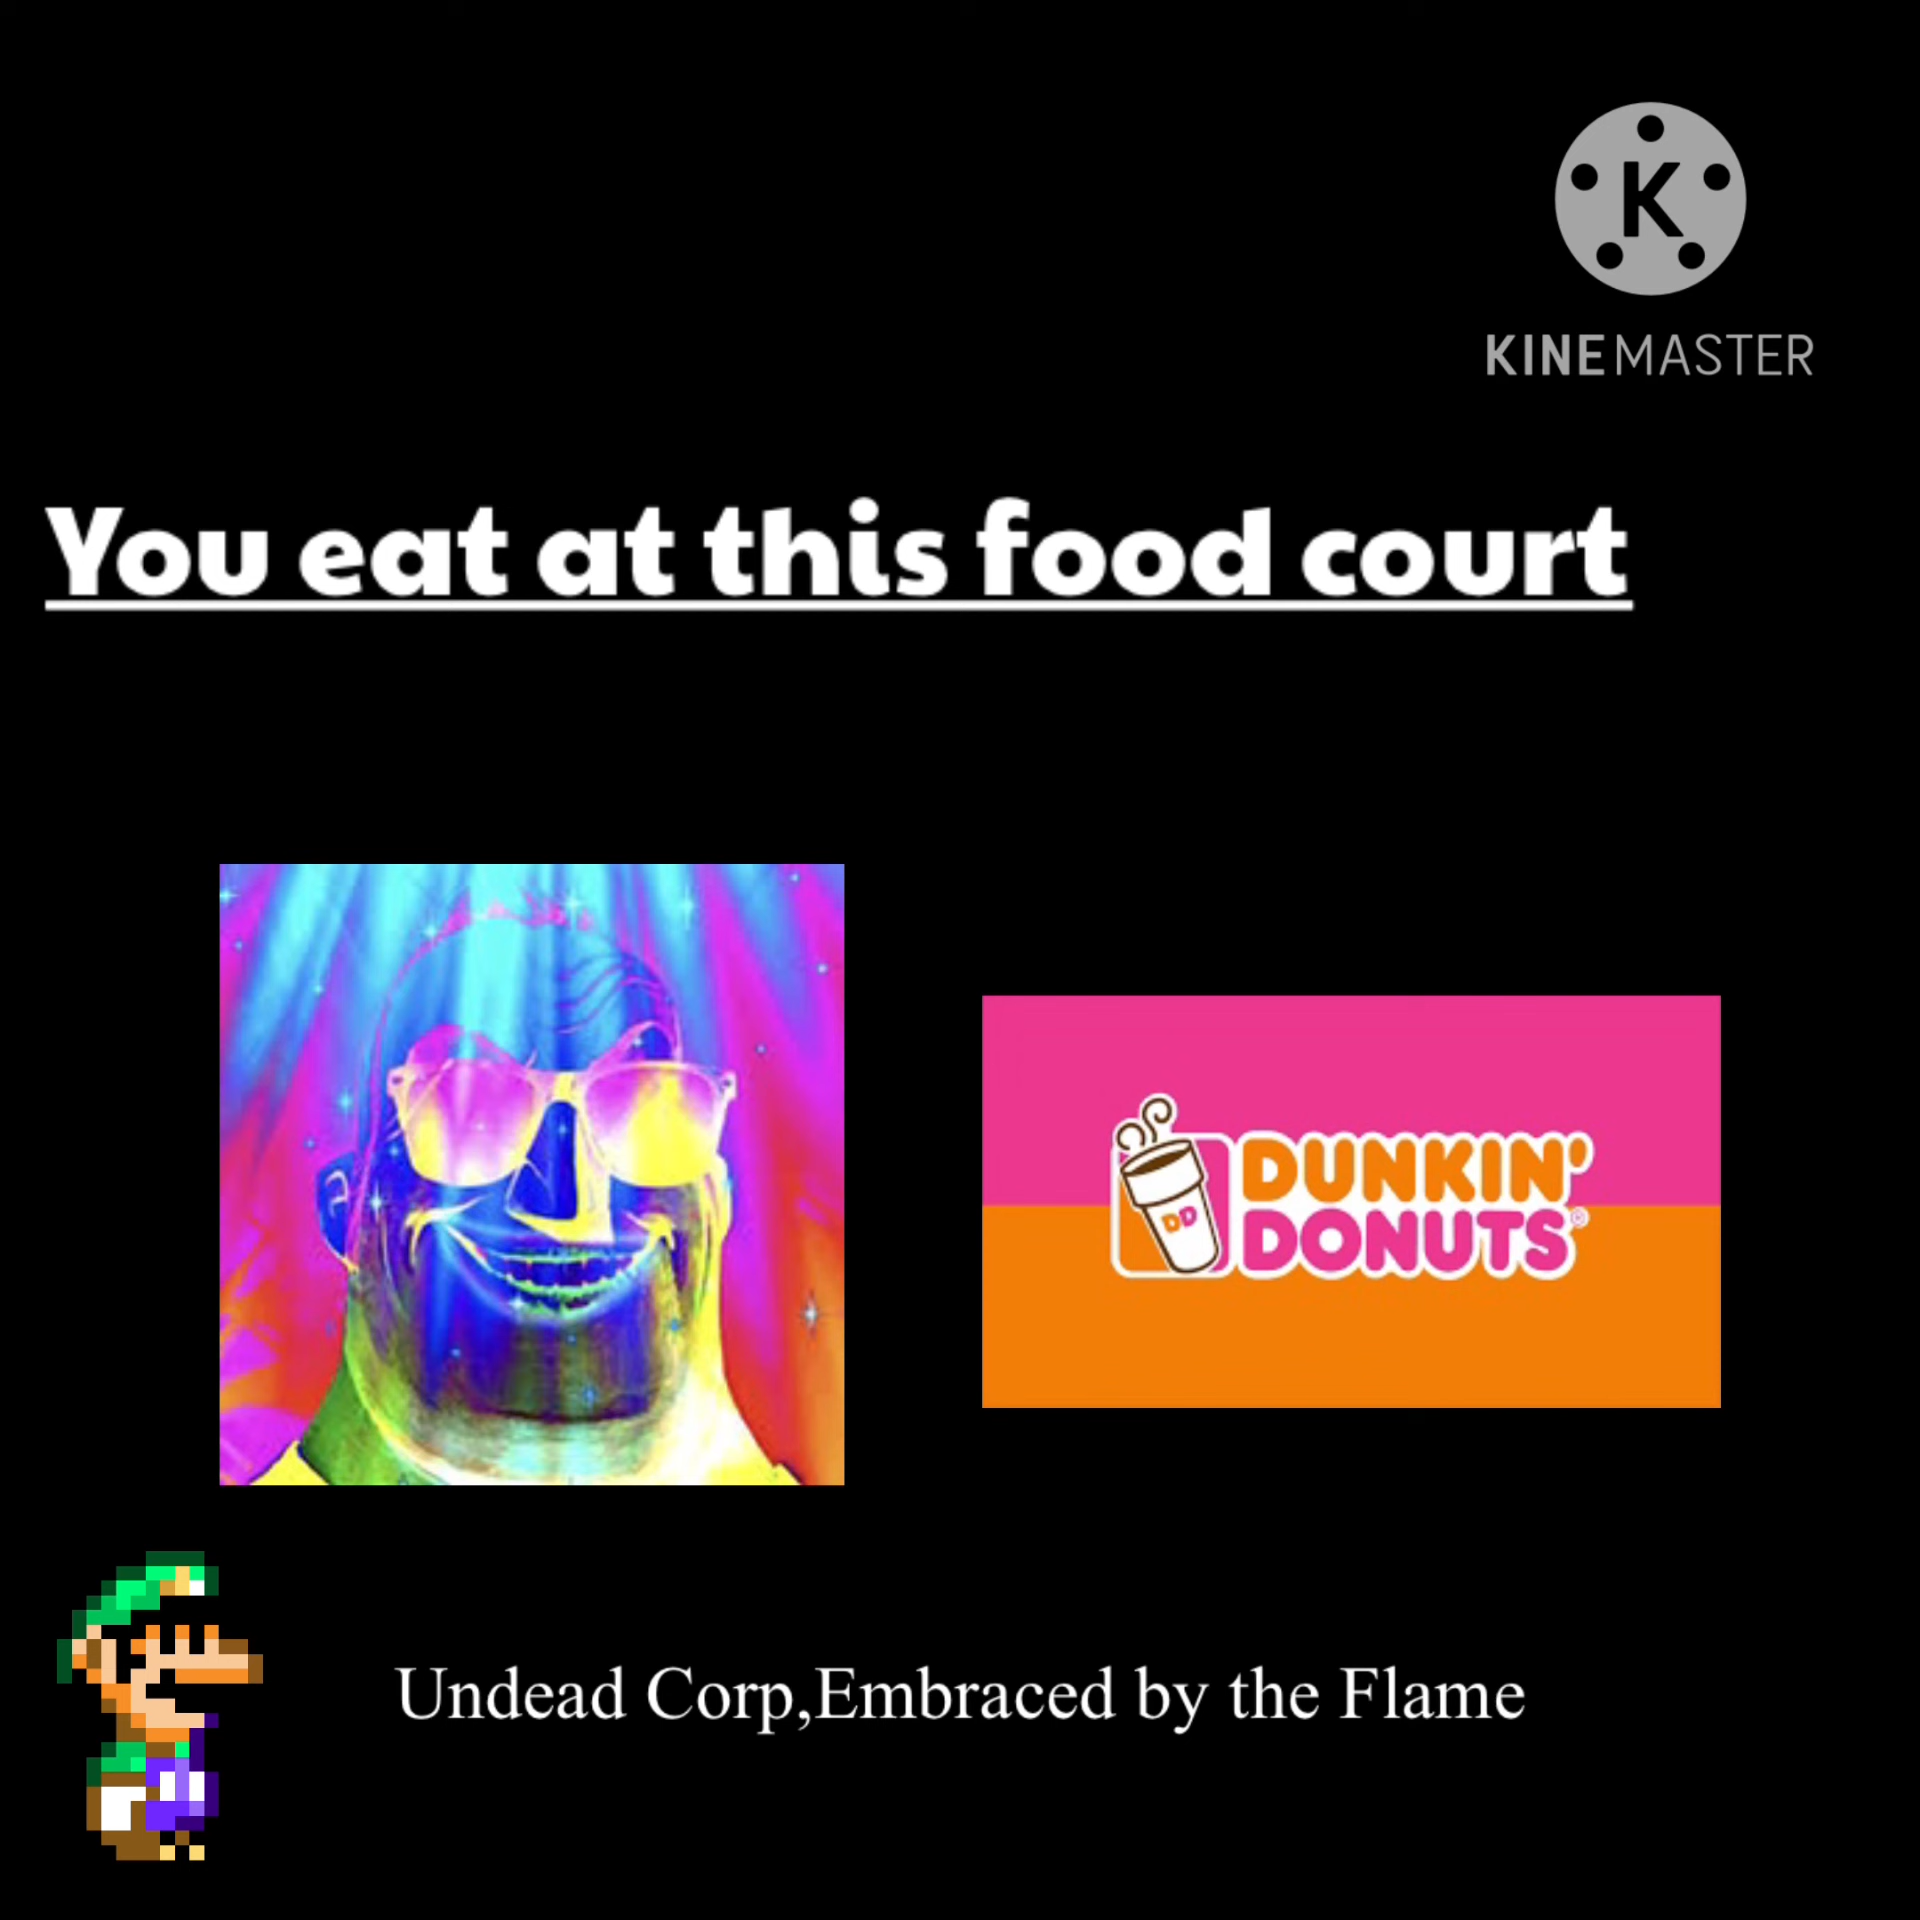 K
KINEMASTER
You eat at this food court
DUNKIN'
DONUTS®
DD
Undead Corp,Embraced by the Flame